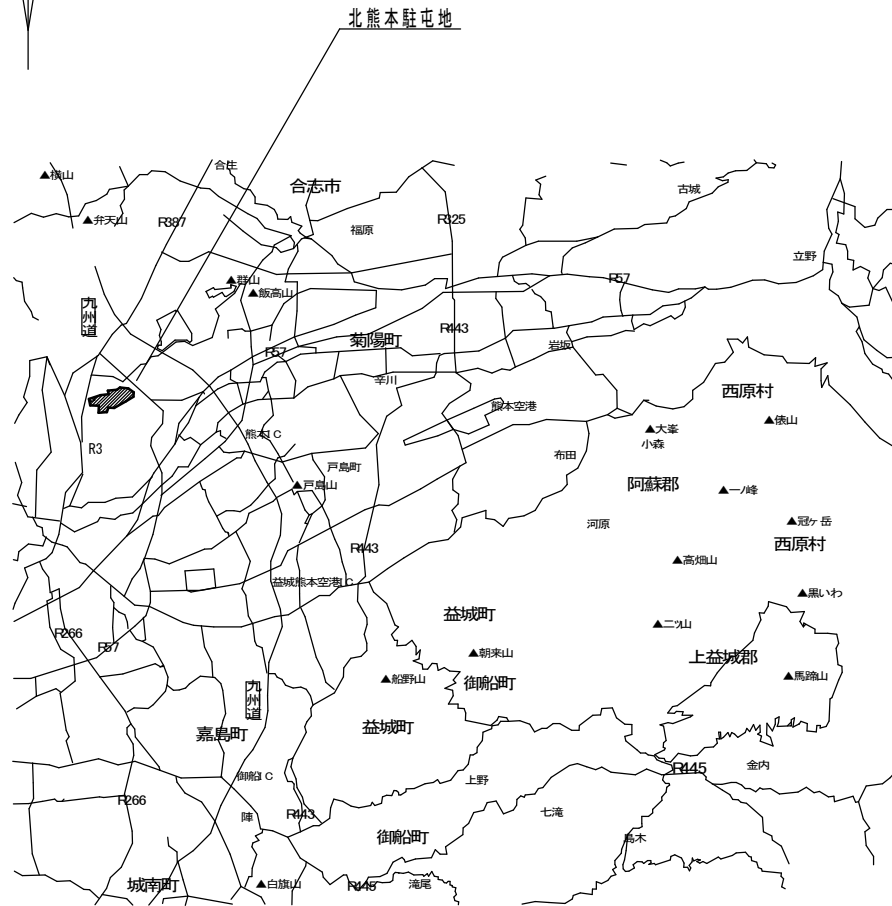 北熊本駐屯地
合生
▲横山
合志市
古城
▲弁天山
R387
福原
R325
立野
▲群山
▲飯高山
R57
九州道
R443
菊陽町
岩坂
R57
辛川
西原村
熊本空港
▲俵山
▲大峯
小森
R3
熊本IC
布田
戸島町
▲戸島山
阿蘇郡
▲一ノ峰
河原
▲冠ヶ岳
西原村
R443
▲高畑山
益城熊本空港IC
▲黒いわ
益城町
R266
R57
▲二ツ山
▲朝来山
上益城郡
▲船野山
御船町
▲馬蹄山
九州道
益城町
嘉島町
R445
金内
御船IC
上野
R266
R443
七滝
陣
御船町
島木
城南町
▲白旗山
R445
滝尾